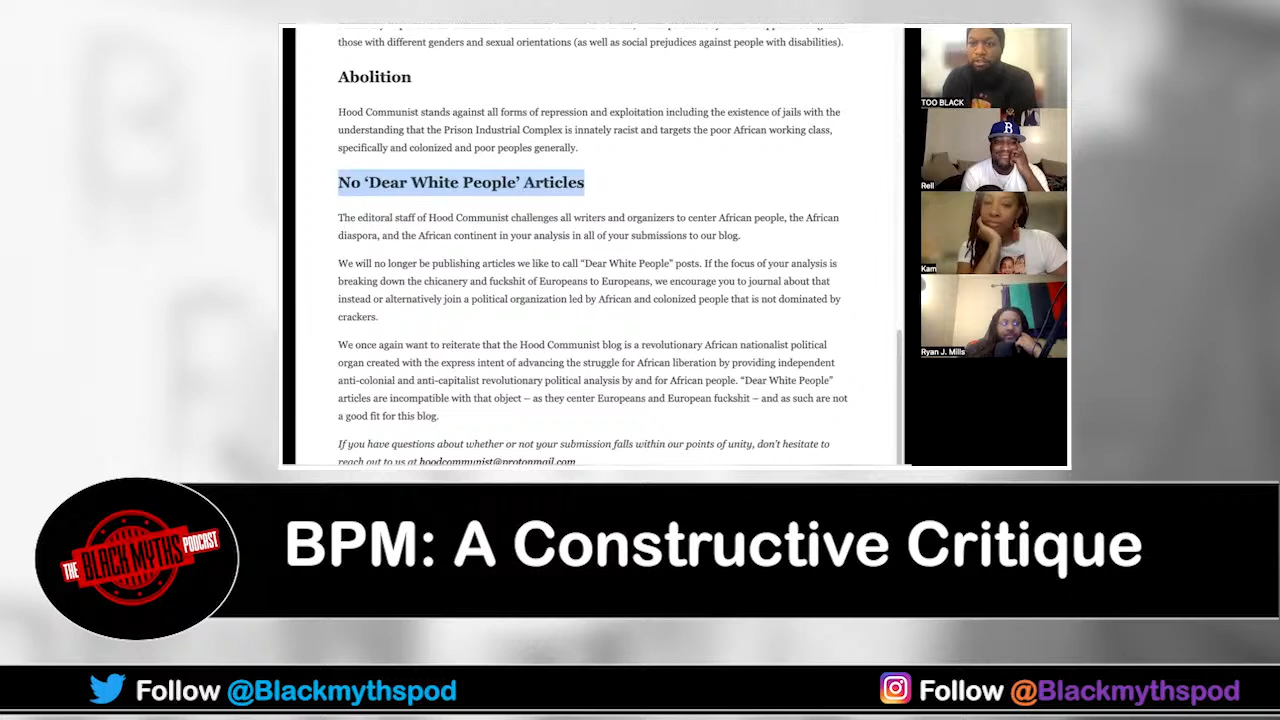 those with different genders and sexual orientations (as well as social prejudices against people with disabilities).
Abolition
Hood Communist stands against all forms of repression and exploitation including the existence of jails with the
understanding that the Prison Industrial Complex is innately racist and targets the poor African working class,
specifically and colonized and poor peoples generally.
No ‘Dear White People’ Articles
The editoral staff of Hood Communist challenges all writers and organizers to center African people, the African
diaspora, and the African continent in your analysis in all of your submissions to our blog.
We will no longer be publishing articles we like to call “Dear White People” posts. If the focus of your analysis is
breaking down the chicanery and fuckshit of Europeans to Europeans, we encourage you to journal about that
instead or alternatively join a political organization led by African and colonized people that is not dominated by
crackers.
We once again want to reiterate that the Hood Communist blog is a revolutionary African nationalist political
organ created with the express intent of advancing the struggle for African liberation by providing independent
anti-colonial and anti-capitalist revolutionary political analysis by and for African people. “Dear White People”
articles are incompatible with that object – as they center Europeans and European fuckshit – and as such are not
a good fit for this blog.
If you have questions about whether or not your submission falls within our points of unity, don’t hesitate to
reach out to us at hoodcommunist@protonmail.com
TOO BLACK
Rell
B
Kam
Ryan J. Mills
THE BLACK MYTHS PODCAST
BPM: A Constructive Critique
Follow @Blackmythspod
Follow @Blackmythspod